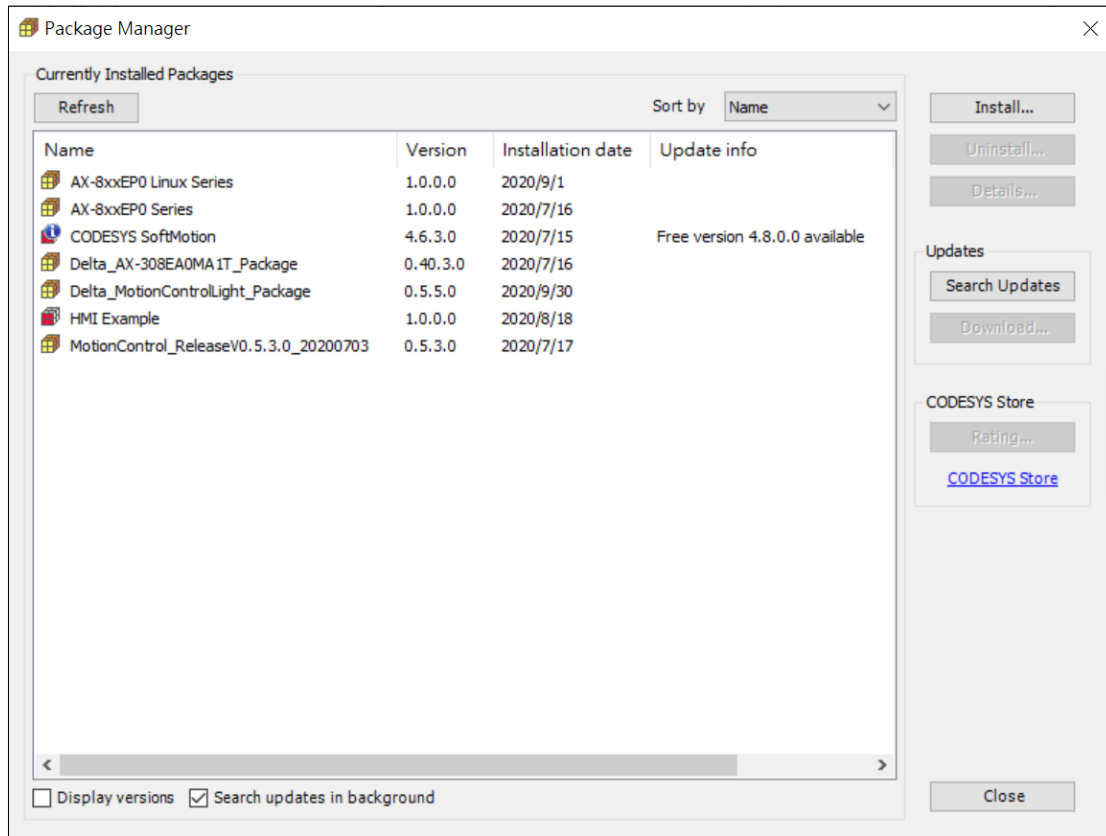 Package Manager
Currently Installed Packages
Refresh
Sort by Name
Install...
Name Version Installation date Update info
Uninstall...
AX-8xxEP0 Linux Series 1.0.0.0 2020/9/1
Details...
AX-8xxEP0 Series 1.0.0.0 2020/7/16
CODESYS SoftMotion 4.6.3.0 2020/7/15 Free version 4.8.0.0 available
Updates
Delta_AX-308EA0MA1T_Package 0.40.3.0 2020/7/16
Search Updates
Delta_MotionControlLight_Package 0.5.5.0 2020/9/30
HMI Example 1.0.0.0 2020/8/18
Download...
MotionControl_ReleaseV0.5.3.0_20200703 0.5.3.0 2020/7/17
CODESYS Store
Rating...
CODESYS Store
Display versions Search updates in background
Close